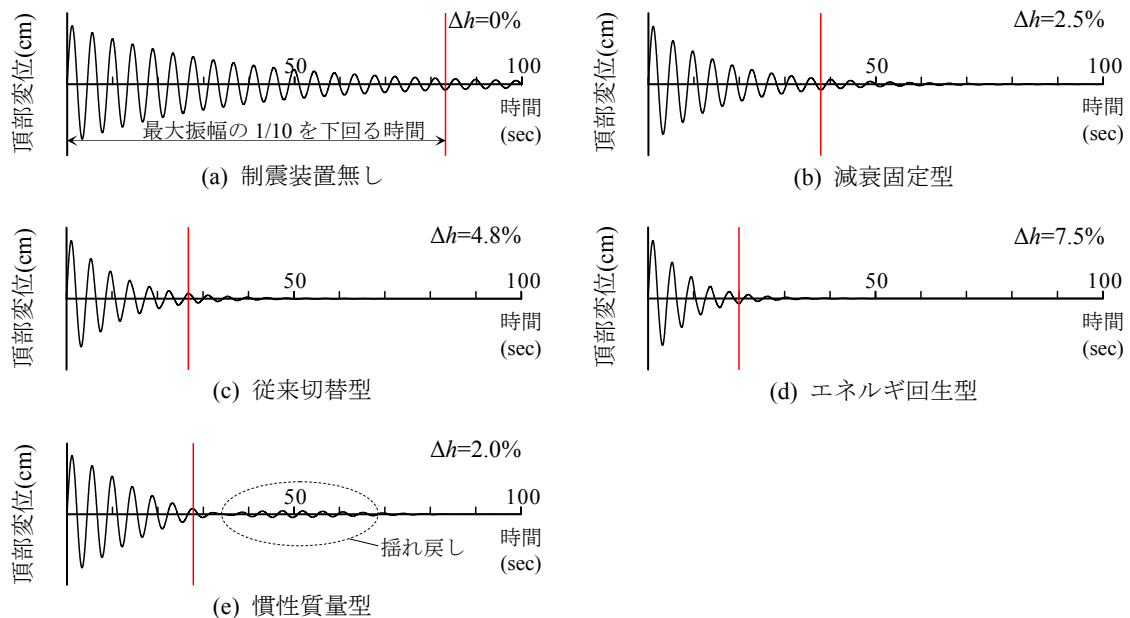 頂部変位(cm)
Δh=0%
50
100
時間
(sec)
最大振幅の 1/10 を下回る時間
(a) 制震装置無し
頂部変位(cm)
Δh=2.5%
50
100
時間
(sec)
(b) 減衰固定型
頂部変位(cm)
Δh=4.8%
50
100
時間
(sec)
(c) 従来切替型
頂部変位(cm)
Δh=7.5%
50
100
時間
(sec)
(d) エネルギ回生型
頂部変位(cm)
Δh=2.0%
50
100
時間
(sec)
揺れ戻し
(e) 慣性質量型